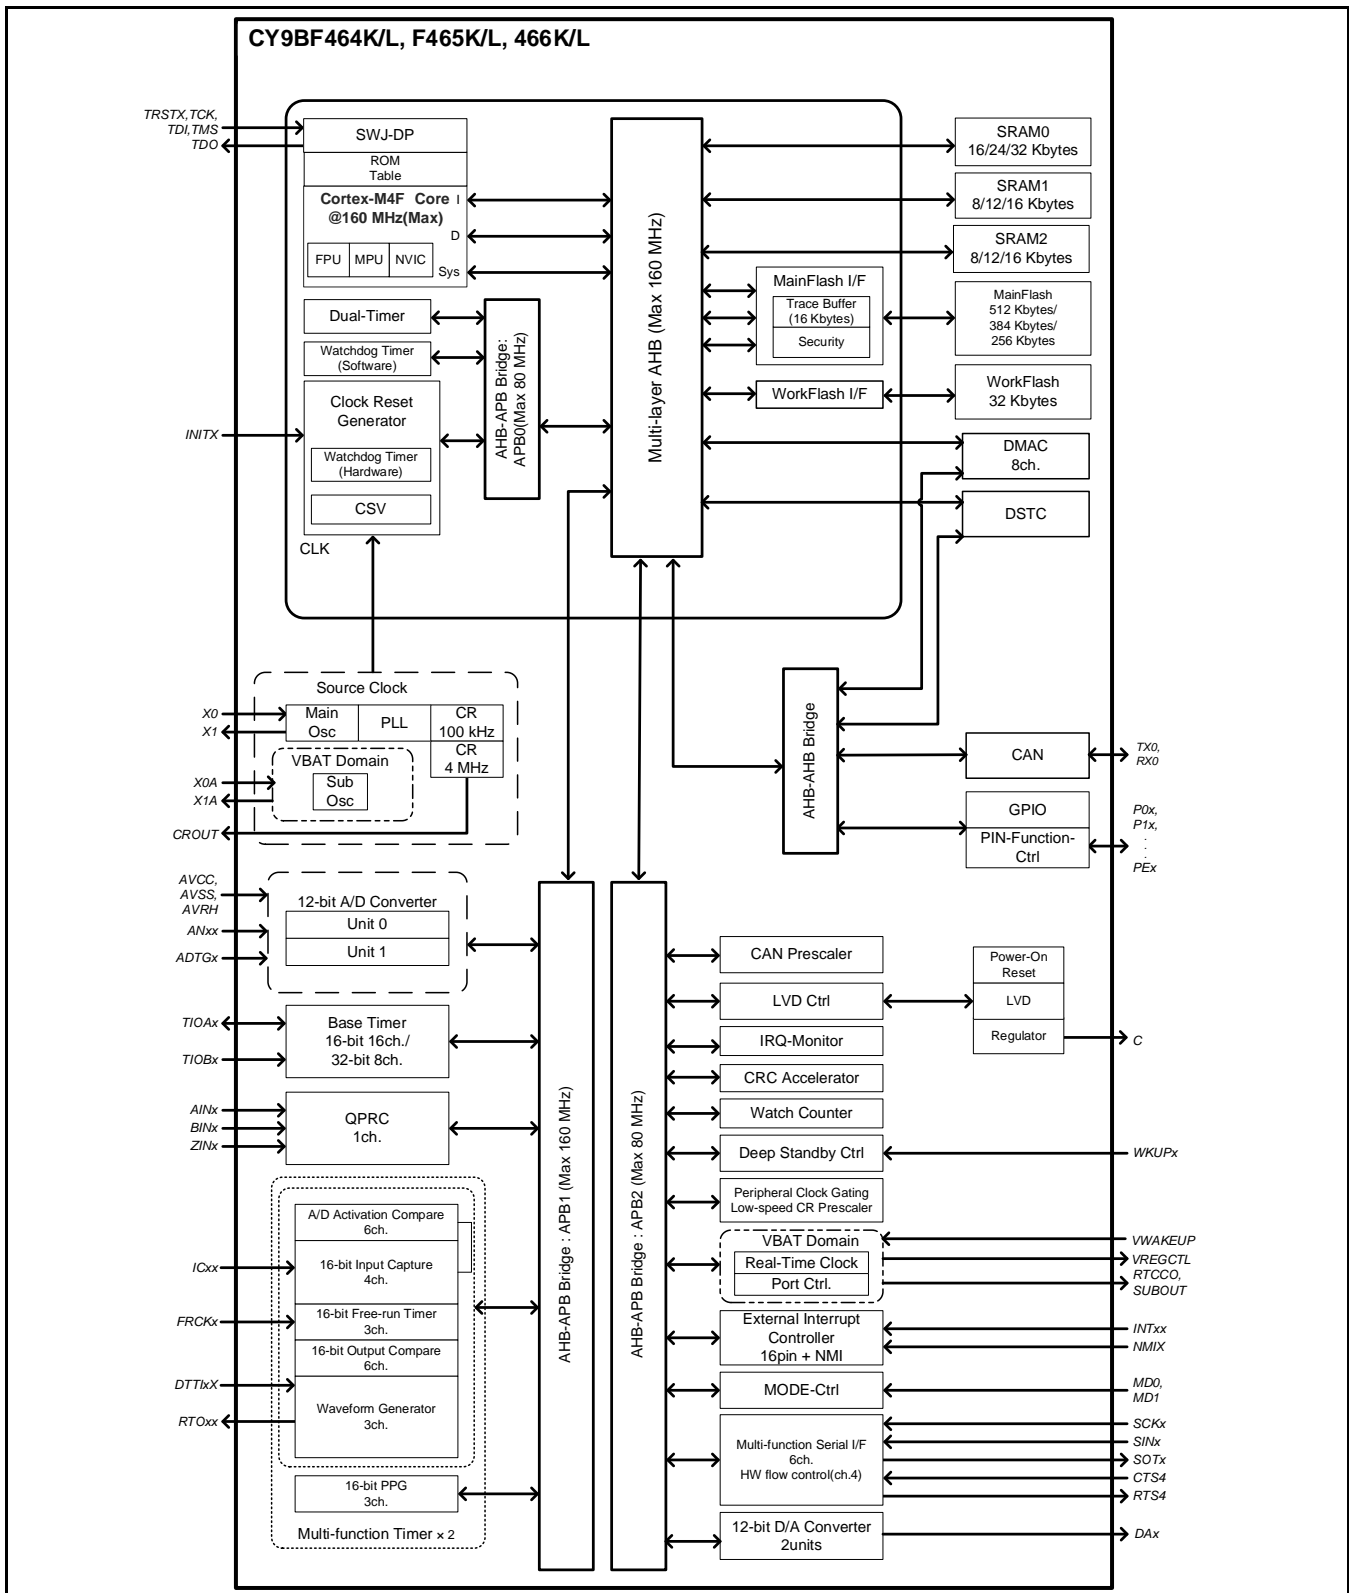 CY9BF464K/L, F465K/L, 466K/L
TRSTX,TCK,
TDI,TMS
TDO
SWJ-DP
ROM
Table
Cortex-M4F Core
@160 MHz(Max)
I
D
Sys
FPU
MPU
NVIC
Dual-Timer
Watchdog Timer
(Software)
Clock Reset
Generator
INITX
Watchdog Timer
(Hardware)
CSV
CLK
AHB-APB Bridge:
APB0(Max 80 MHz)
Multi-layer AHB (Max 160 MHz)
SRAM0
16/24/32 Kbytes
SRAM1
8/12/16 Kbytes
SRAM2
8/12/16 Kbytes
MainFlash I/F
Trace Buffer
(16 Kbytes)
Security
MainFlash
512 Kbytes/
384 Kbytes/
256 Kbytes
WorkFlash I/F
WorkFlash
32 Kbytes
DMAC
8ch.
DSTC
Source Clock
X0
X1
Main
Osc
PLL
CR
100 kHz
CR
4 MHz
VBAT Domain
Sub
Osc
X0A
X1A
CROUT
AHB-AHB Bridge
CAN
TX0,
RX0
GPIO
PIN-Function-
Ctrl
P0x,
P1x,
.
.
.
PEx
AVCC,
AVSS,
AVRH
ANxx
ADTGx
12-bit A/D Converter
Unit 0
Unit 1
TIOAx
TIOBx
Base Timer
16-bit 16ch./
32-bit 8ch.
AINx
BINx
ZINx
QPRC
1ch.
A/D Activation Compare
6ch.
ICxx
16-bit Input Capture
4ch.
FRCKx
16-bit Free-run Timer
3ch.
16-bit Output Compare
6ch.
DTTIxX
RTOxx
Waveform Generator
3ch.
16-bit PPG
3ch.
Multi-function Timer × 2
AHB-APB Bridge : APB1 (Max 160 MHz)
AHB-APB Bridge : APB2 (Max 80 MHz)
CAN Prescaler
LVD Ctrl
Power-On
Reset
LVD
Regulator
C
IRQ-Monitor
CRC Accelerator
Watch Counter
Deep Standby Ctrl
WKUPx
Peripheral Clock Gating
Low-speed CR Prescaler
VBAT Domain
Real-Time Clock
Port Ctrl.
VWAKEUP
VREGCTL
RTCCO,
SUBOUT
External Interrupt
Controller
16pin + NMI
INTxx
NMIX
MODE-Ctrl
MD0,
MD1
Multi-function Serial I/F
6ch.
HW flow control(ch.4)
SCKx
SINx
SOTx
CTS4
RTS4
12-bit D/A Converter
2units
DAx